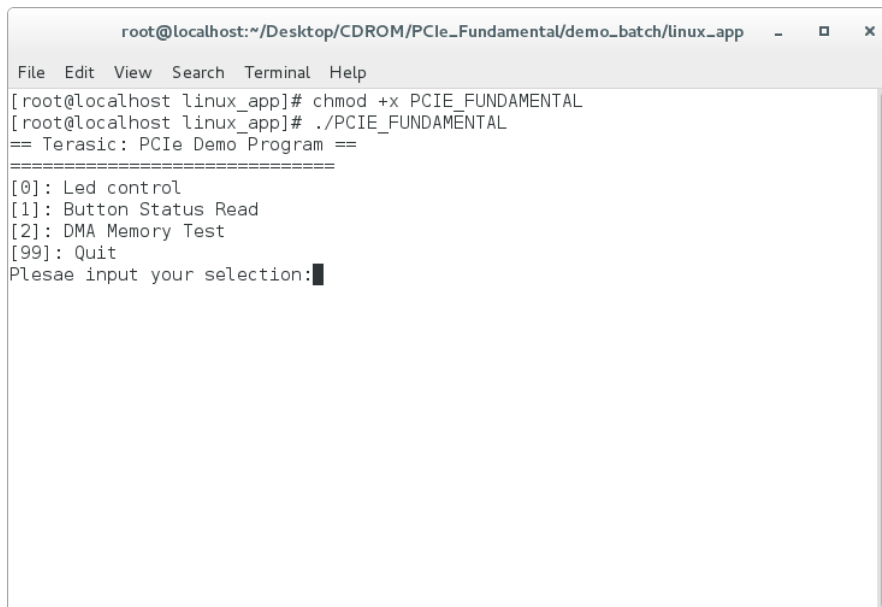 root@localhost:~/Desktop/CDROM/PCIe_Fundamental/demo_batch/linux_app
File Edit View Search Terminal Help
[root@localhost linux_app]# chmod +x PCIE_FUNDAMENTAL
[root@localhost linux_app]# ./PCIE_FUNDAMENTAL
== Terasic: PCIe Demo Program ==
==============================
[0]: Led control
[1]: Button Status Read
[2]: DMA Memory Test
[99]: Quit
Plesae input your selection: